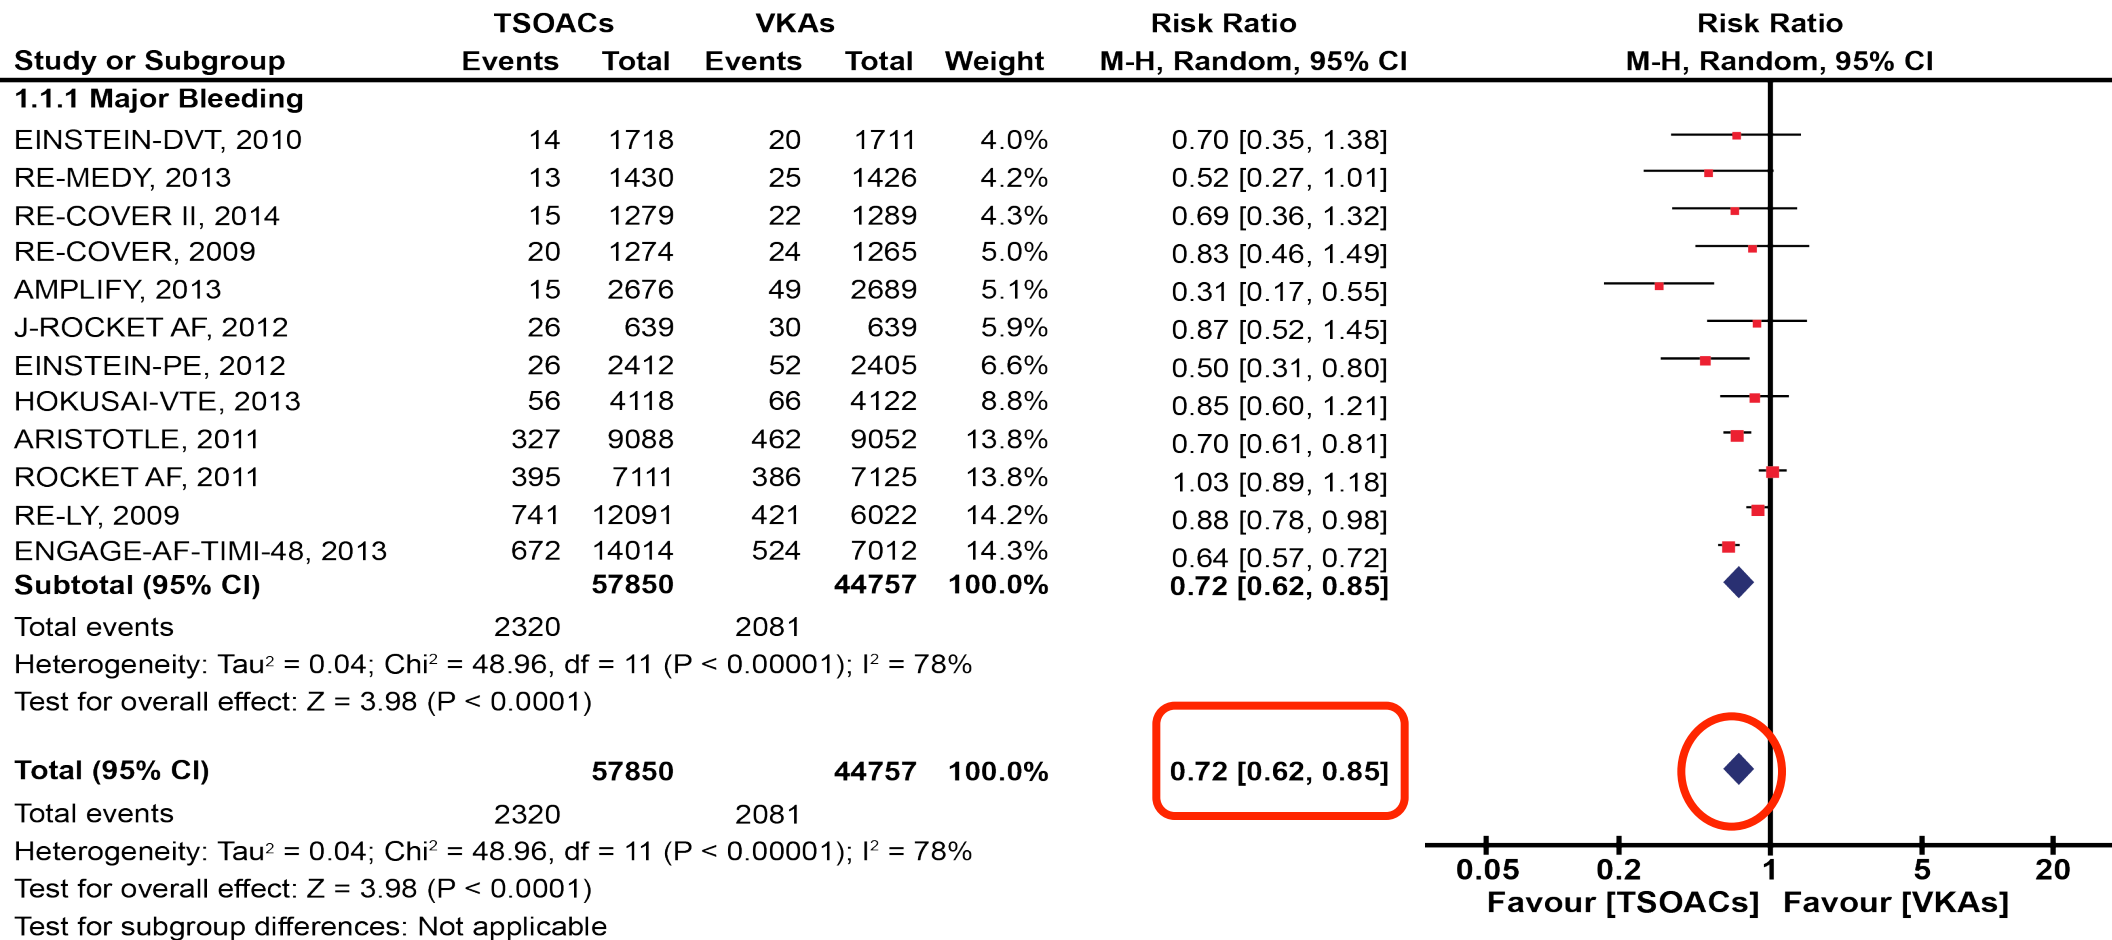 TSOACs VKAs Risk Ratio Risk Ratio
Study or Subgroup Events Total Events Total Weight M-H, Random, 95% CI M-H, Random, 95% CI
1.1.1 Major Bleeding
EINSTEIN-DVT, 2010 14 1718 20 1711 4.0% 0.70 [0.35, 1.38]
RE-MEDY, 2013 13 1430 25 1426 4.2% 0.52 [0.27, 1.01]
RE-COVER II, 2014 15 1279 22 1289 4.3% 0.69 [0.36, 1.32]
RE-COVER, 2009 20 1274 24 1265 5.0% 0.83 [0.46, 1.49]
AMPLIFY, 2013 15 2676 49 2689 5.1% 0.31 [0.17, 0.55]
J-ROCKET AF, 2012 26 639 30 639 5.9% 0.87 [0.52, 1.45]
EINSTEIN-PE, 2012 26 2412 52 2405 6.6% 0.50 [0.31, 0.80]
HOKUSAI-VTE, 2013 56 4118 66 4122 8.8% 0.85 [0.60, 1.21]
ARISTOTLE, 2011 327 9088 462 9052 13.8% 0.70 [0.61, 0.81]
ROCKET AF, 2011 395 7111 386 7125 13.8% 1.03 [0.89, 1.18]
RE-LY, 2009 741 12091 421 6022 14.2% 0.88 [0.78, 0.98]
ENGAGE-AF-TIMI-48, 2013 672 14014 524 7012 14.3% 0.64 [0.57, 0.72]
Subtotal (95% CI) 57850 44757 100.0% 0.72 [0.62, 0.85]
Total events 2320 2081
Heterogeneity: Tau² = 0.04; Chi² = 48.96, df = 11 (P < 0.00001); I² = 78%
Test for overall effect: Z = 3.98 (P < 0.0001)
Total (95% CI) 57850 44757 100.0% 0.72 [0.62, 0.85]
Total events 2320 2081
Heterogeneity: Tau² = 0.04; Chi² = 48.96, df = 11 (P < 0.00001); I² = 78%
Test for overall effect: Z = 3.98 (P < 0.0001)
Test for subgroup differences: Not applicable
0.05 0.2 1 5 20
Favour [TSOACs] Favour [VKAs]